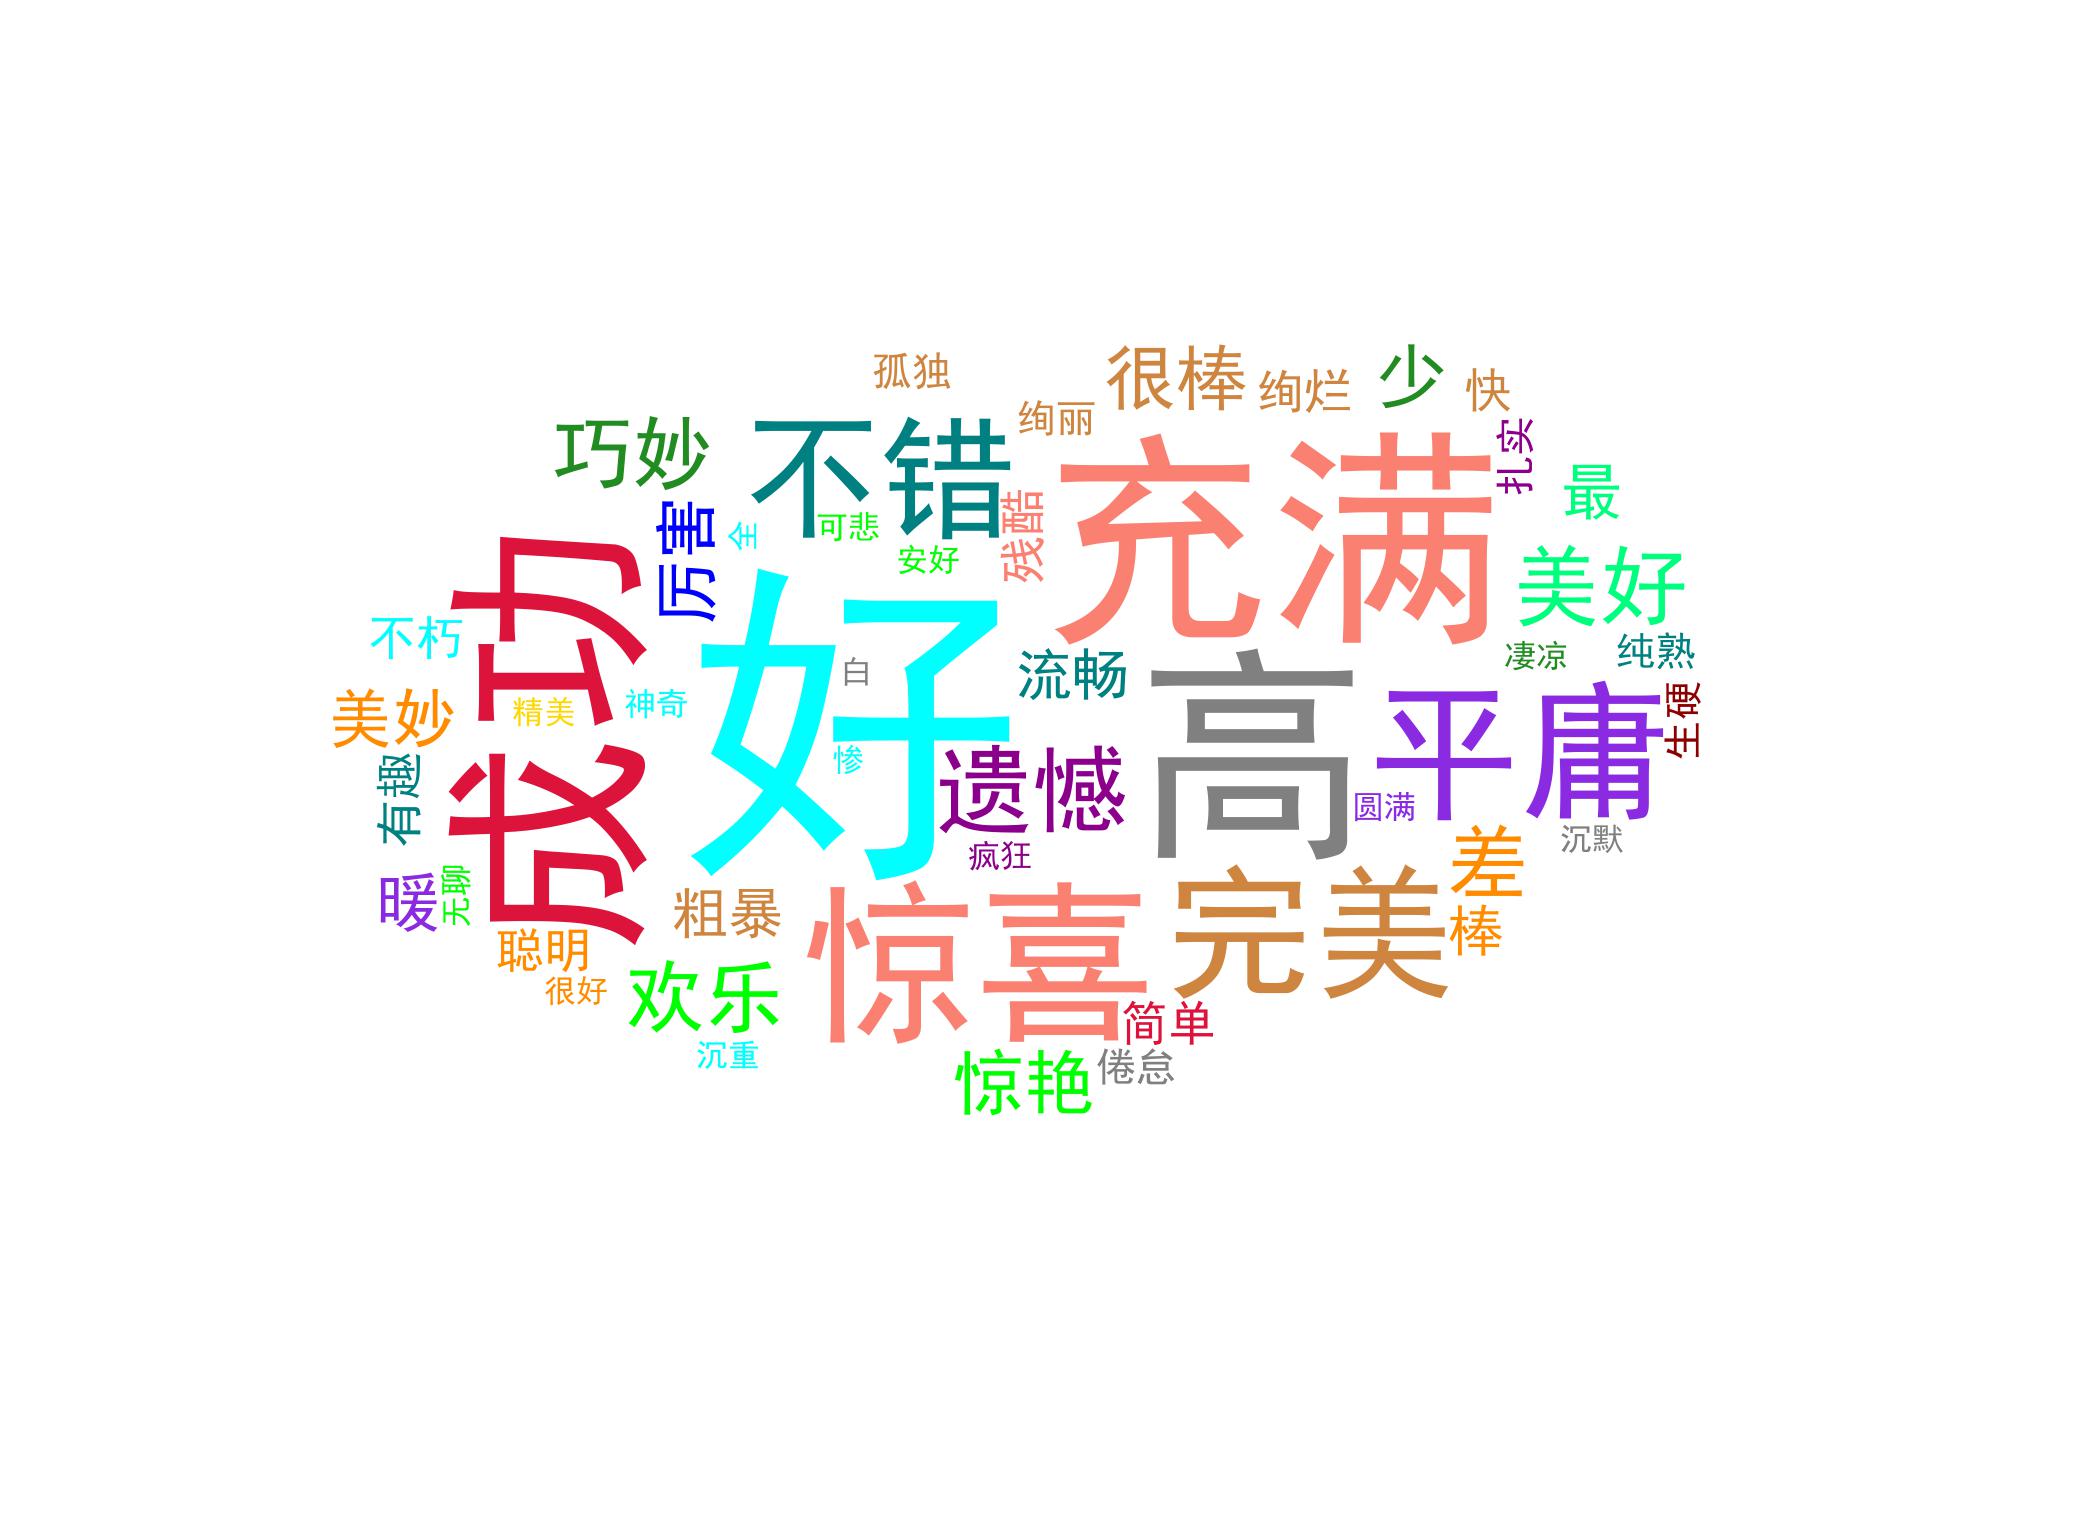 孤独
很棒
绚烂
少
快
绚丽
巧妙
不错
充满
扎实
最
厉害
全
可悲
安好
残酷
美好
成功
不朽
好
白
流畅
高
凄凉
纯熟
美妙
精美
神奇
惨
遗憾
平庸
生硬
有趣
圆满
疯狂
沉默
差
暖
无聊
粗暴
惊喜
完美
棒
聪明
很好
欢乐
简单
沉重
惊艳
倦怠